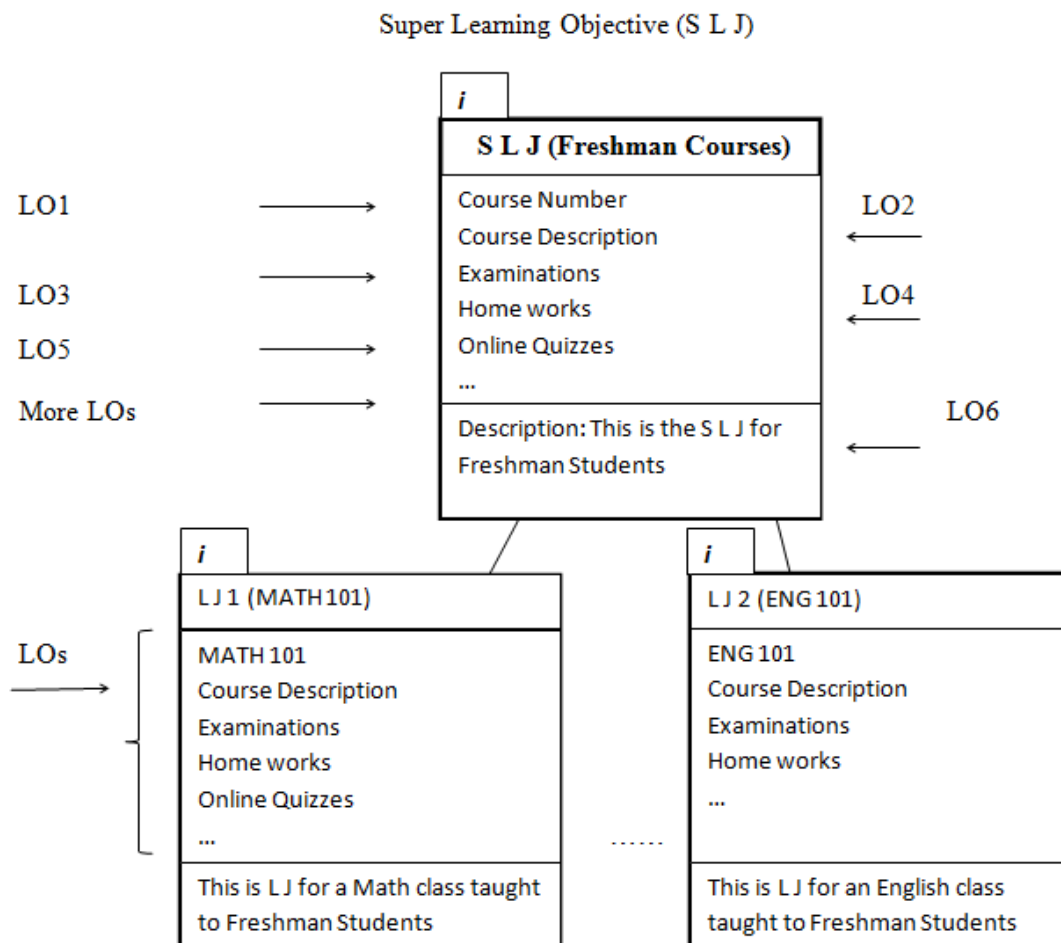 Super Learning Objective (S L J)
i
S L J (Freshman Courses)
LO1
Course Number
LO2
Course Description
Examinations
LO3
Home works
LO4
LO5
Online Quizzes
...
More LOs
Description: This is the S L J for
Freshman Students
LO6
i
L J 1 (MATH 101)
LOs
MATH 101
Course Description
Examinations
Home works
Online Quizzes
...
This is L J for a Math class taught
to Freshman Students
......
i
L J 2 (ENG 101)
ENG 101
Course Description
Examinations
Home works
...
This is L J for an English class
taught to Freshman Students